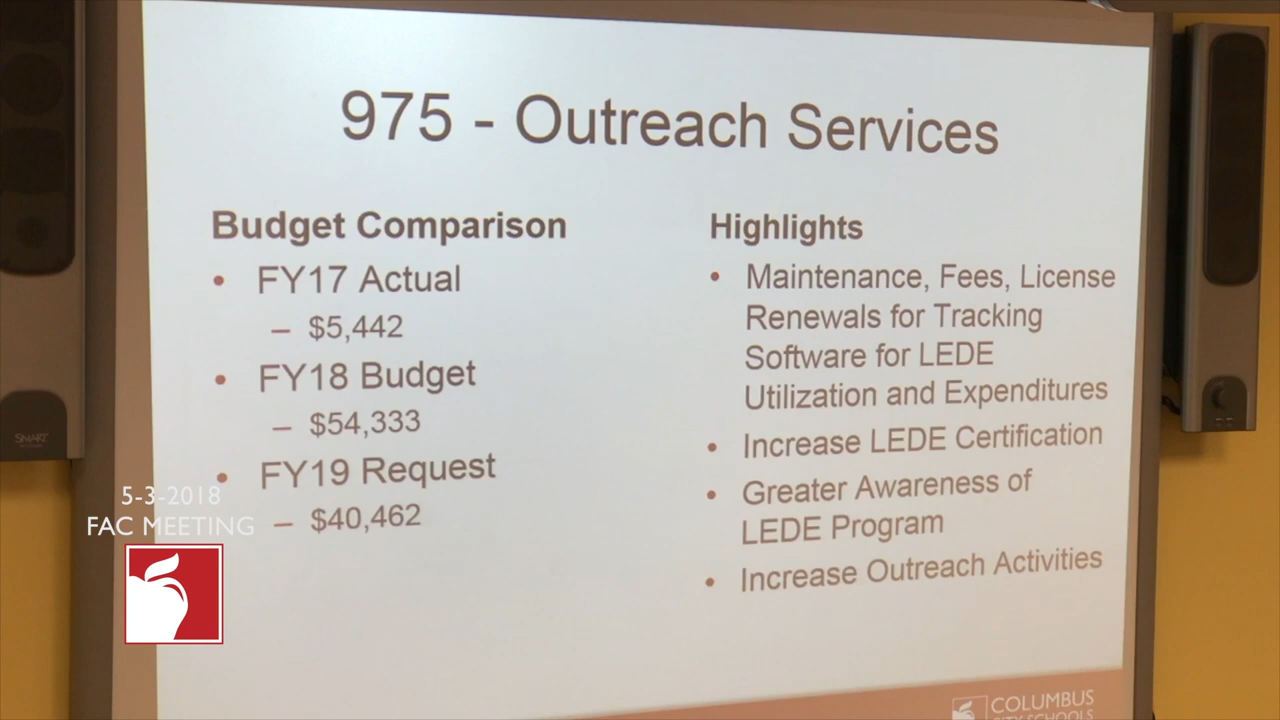 975 - Outreach Services
Budget Comparison
• FY17 Actual
– $5,442
• FY18 Budget
– $54,333
• FY19 Request
– $40,462
Highlights
• Maintenance, Fees, License
Renewals for Tracking
Software for LEDE
Utilization and Expenditures
• Increase LEDE Certification
• Greater Awareness of
LEDE Program
• Increase Outreach Activities
5-3-2018
FAC MEETING
SMART
COLUMBUS
CITY SCHOOLS